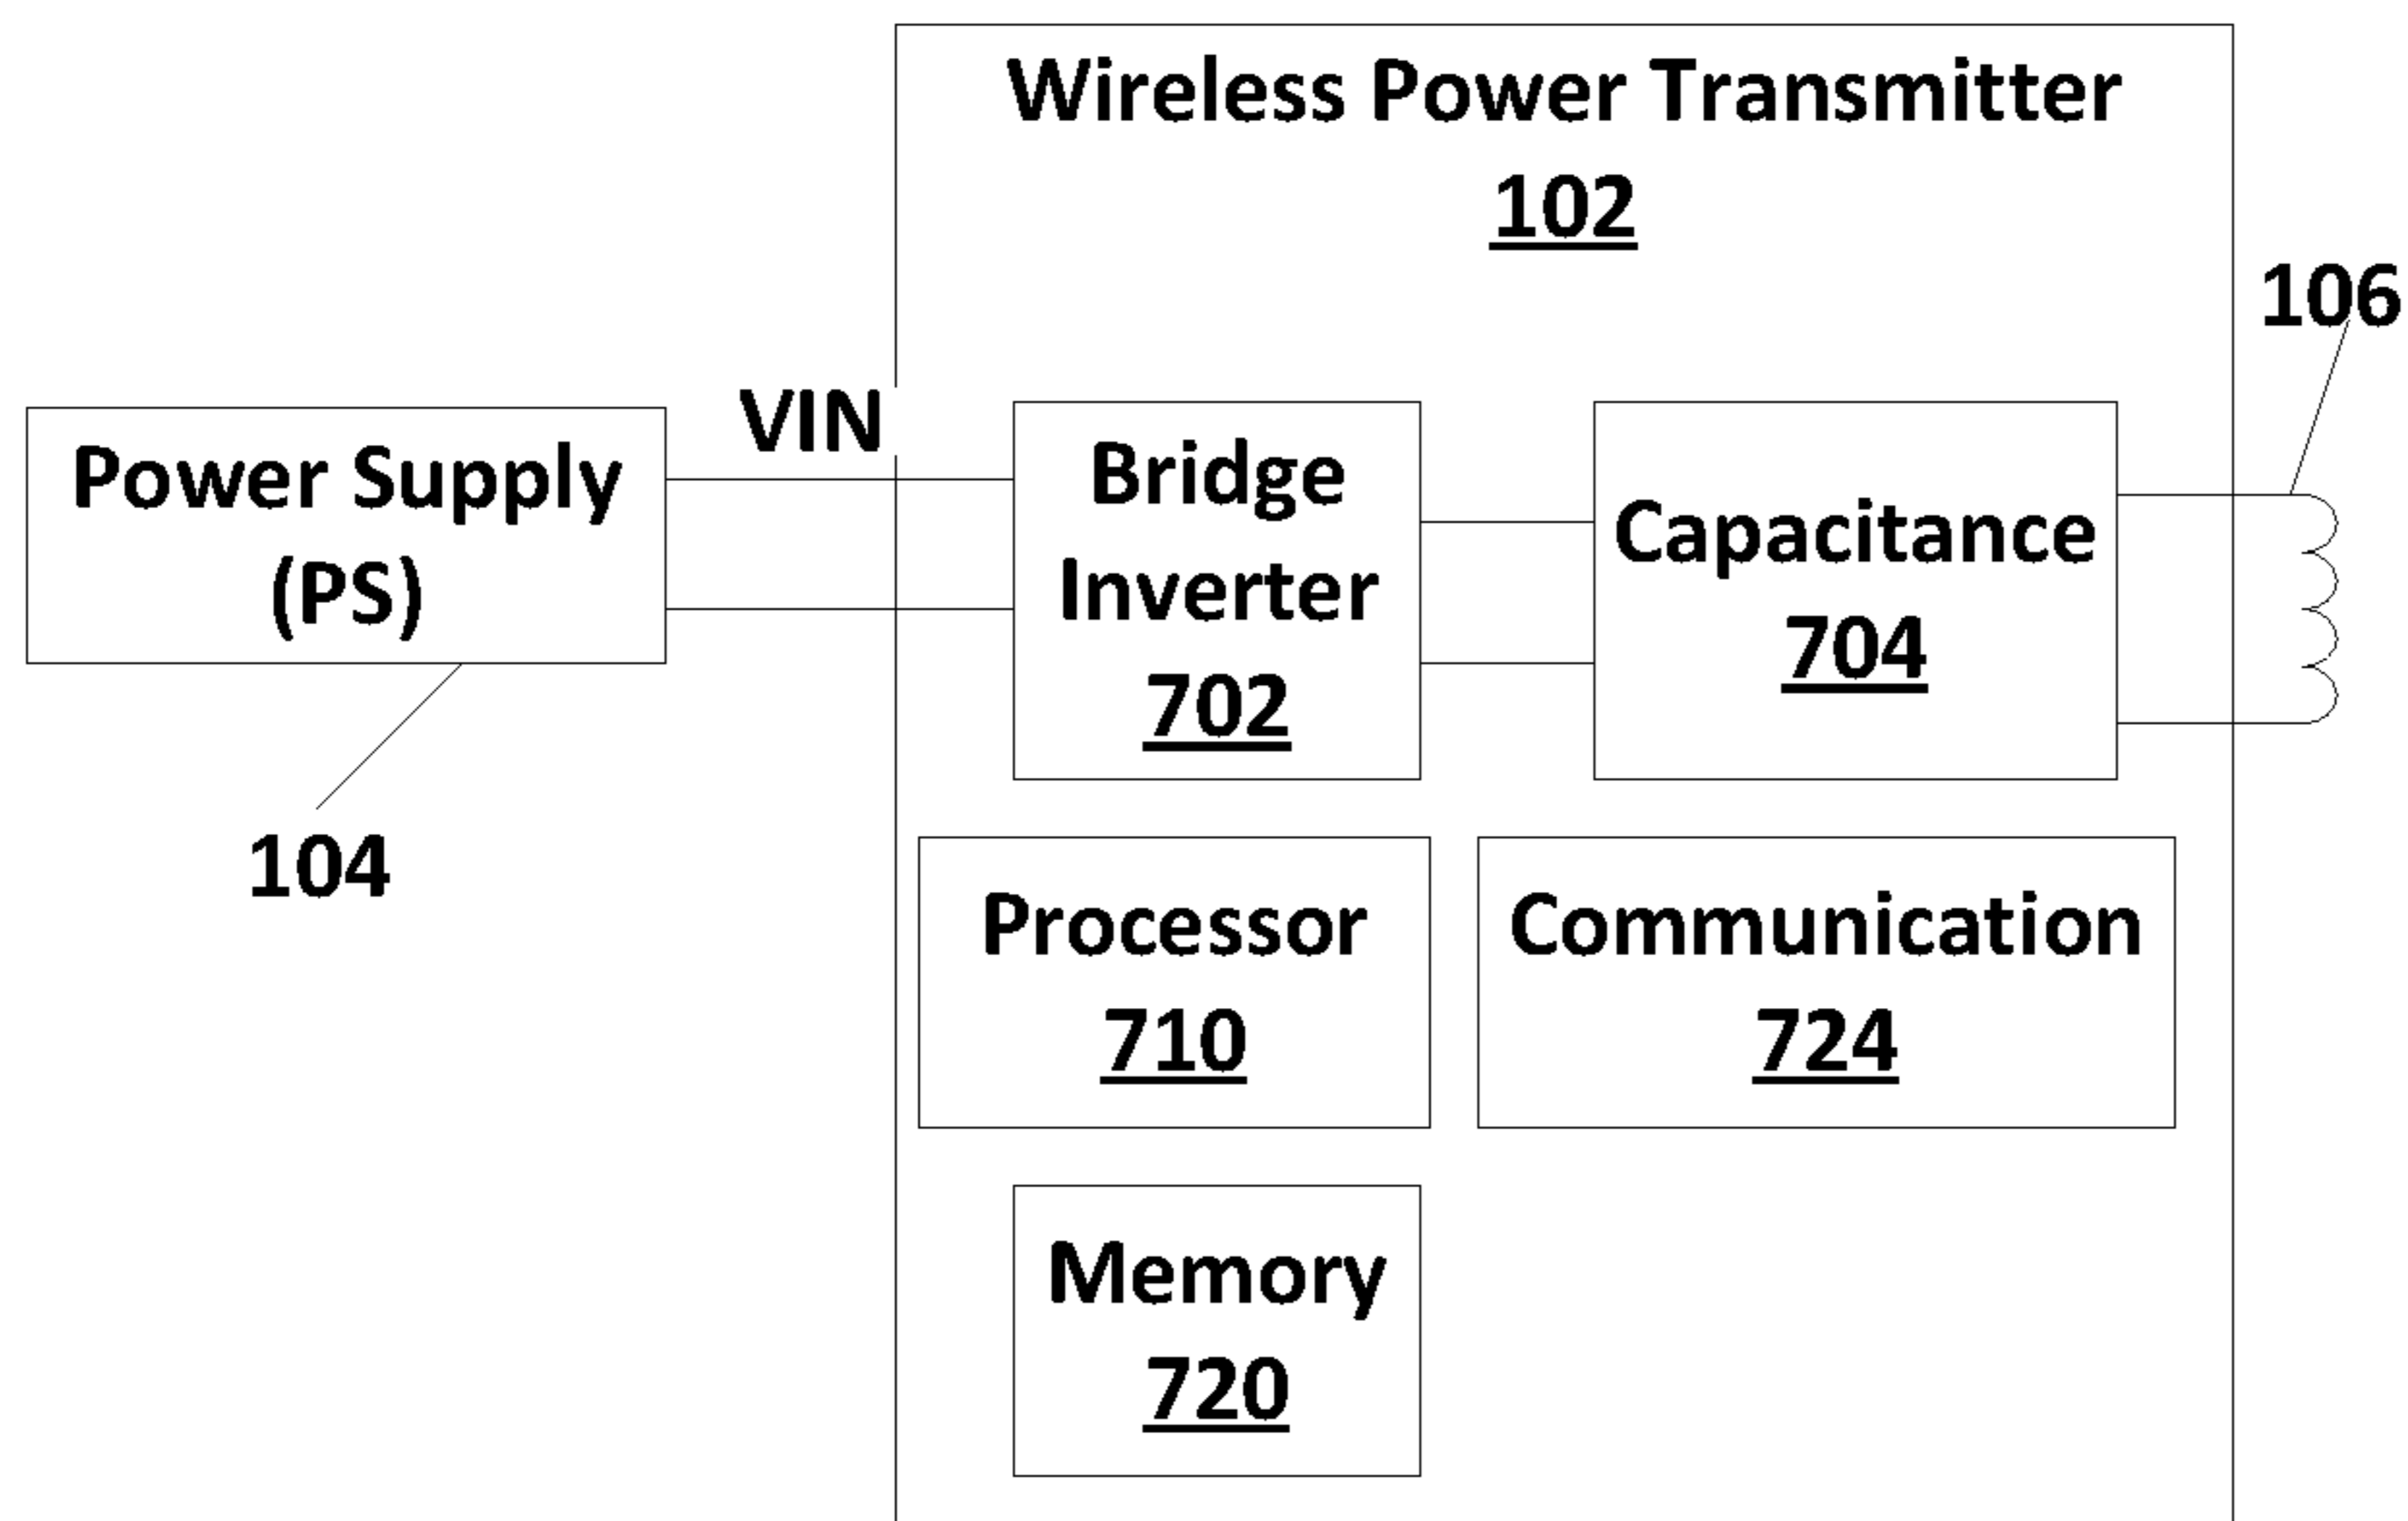 Wireless Power Transmitter
102
106
VIN
Power Supply
(PS)
104
Bridge
Inverter
702
Capacitance
704
Processor
710
Communication
724
Memory
720